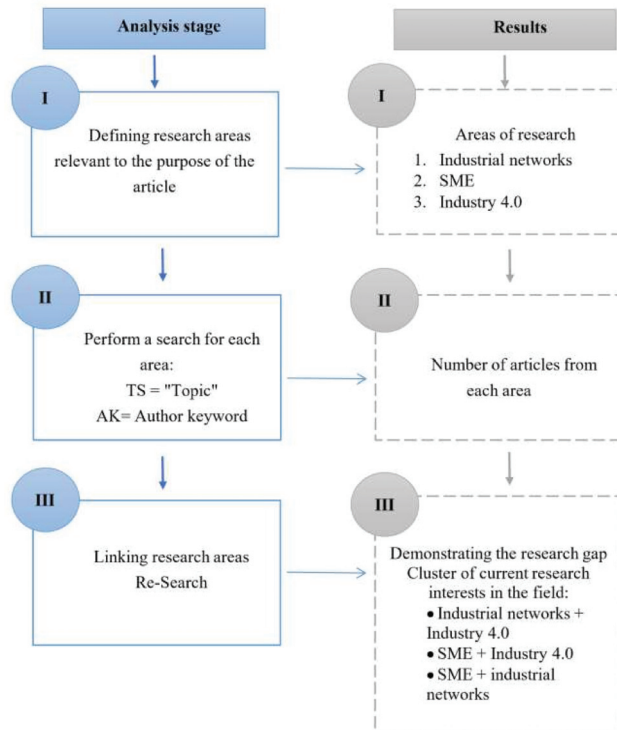 Analysis stage
Results
I
Defining research areas
relevant to the purpose of the
article
I
Areas of research
1. Industrial networks
2. SME
3. Industry 4.0
II
Perform a search for each
area:
TS = "Topic"
AK= Author keyword
II
Number of articles from
each area
III
Linking research areas
Re-Search
III
Demonstrating the research gap
Cluster of current research
interests in the field:
• Industrial networks +
Industry 4.0
• SME + Industry 4.0
• SME + industrial
networks